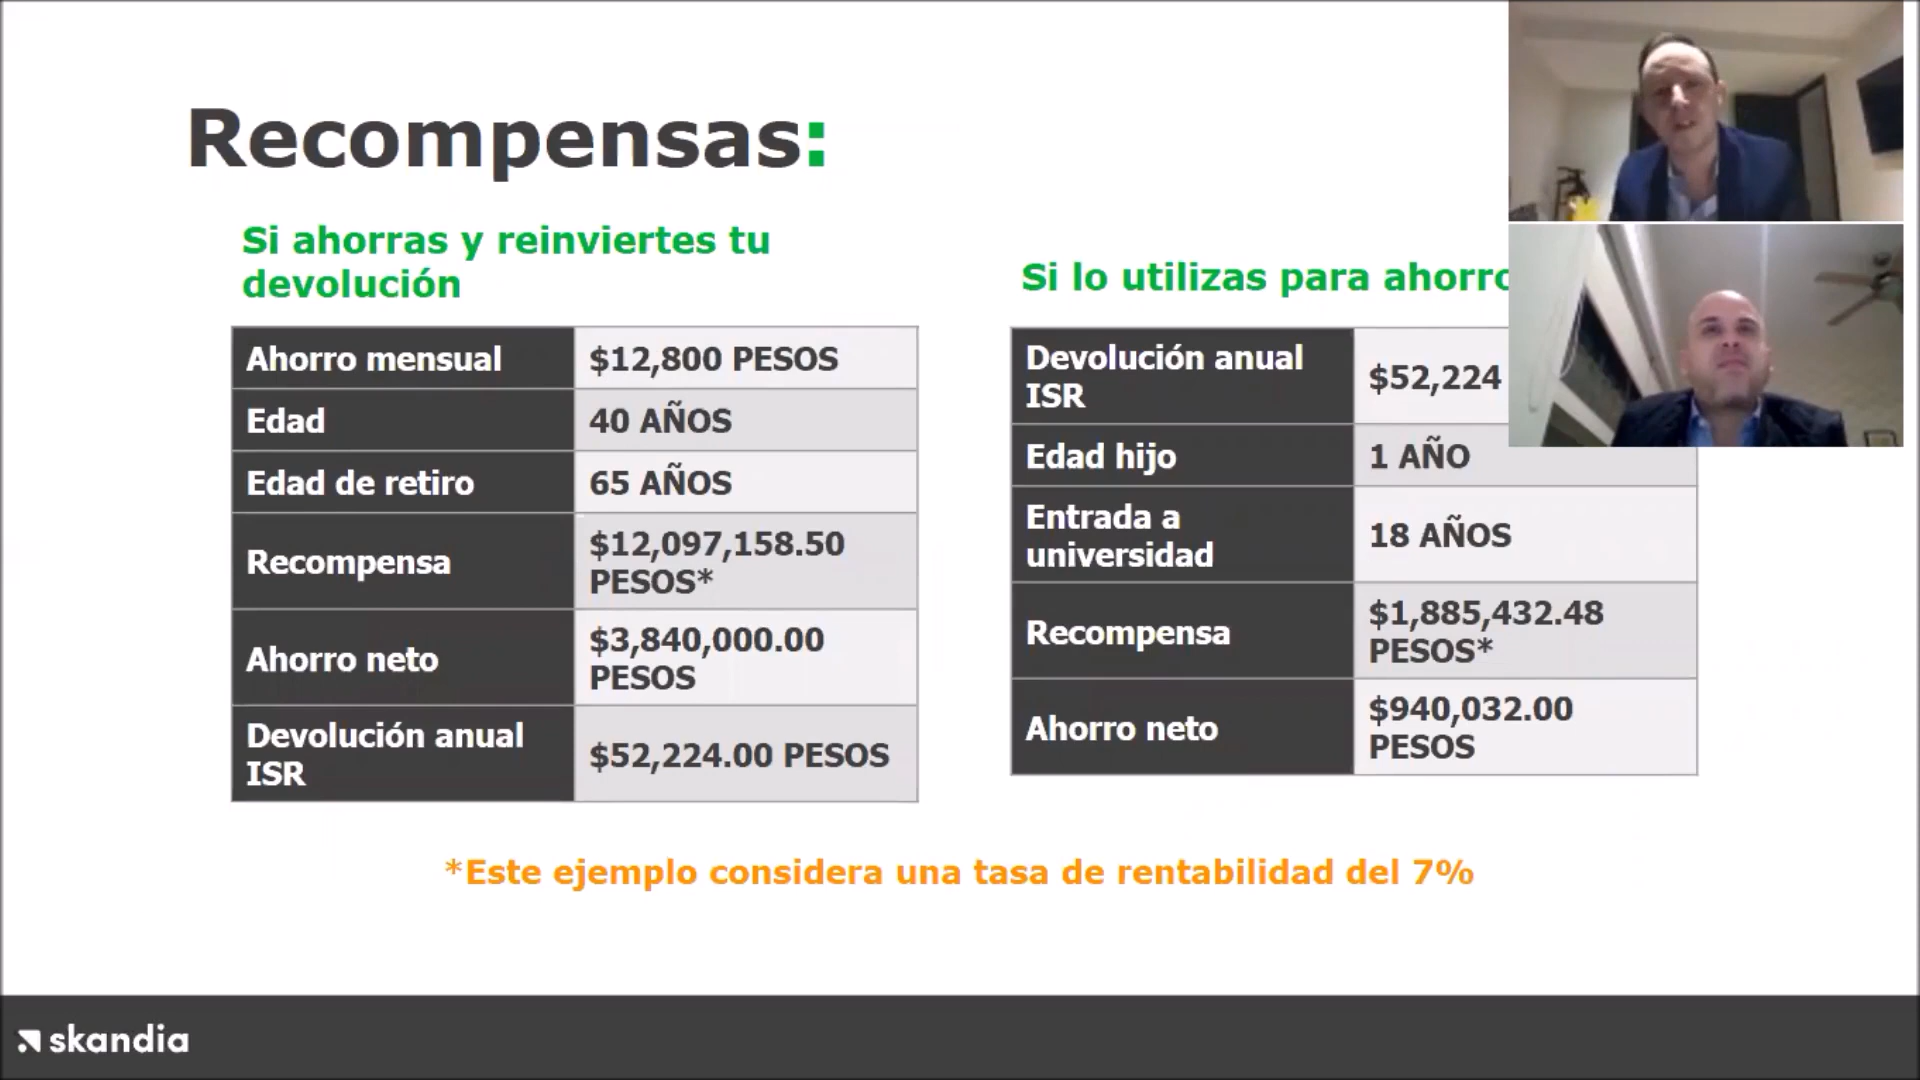 Recompensas:
Si ahorras y reinviertes tu
devolución
Ahorro mensual $12,800 PESOS
Edad 40 AÑOS
Edad de retiro 65 AÑOS
Recompensa $12,097,158.50
PESOS*
Ahorro neto $3,840,000.00
PESOS
Devolución anual
ISR $52,224.00 PESOS
Si lo utilizas para ahorro
Devolución anual
ISR $52,224
Edad hijo 1 AÑO
Entrada a
universidad 18 AÑOS
Recompensa $1,885,432.48
PESOS*
Ahorro neto $940,032.00
PESOS
*Este ejemplo considera una tasa de rentabilidad del 7%
skandia